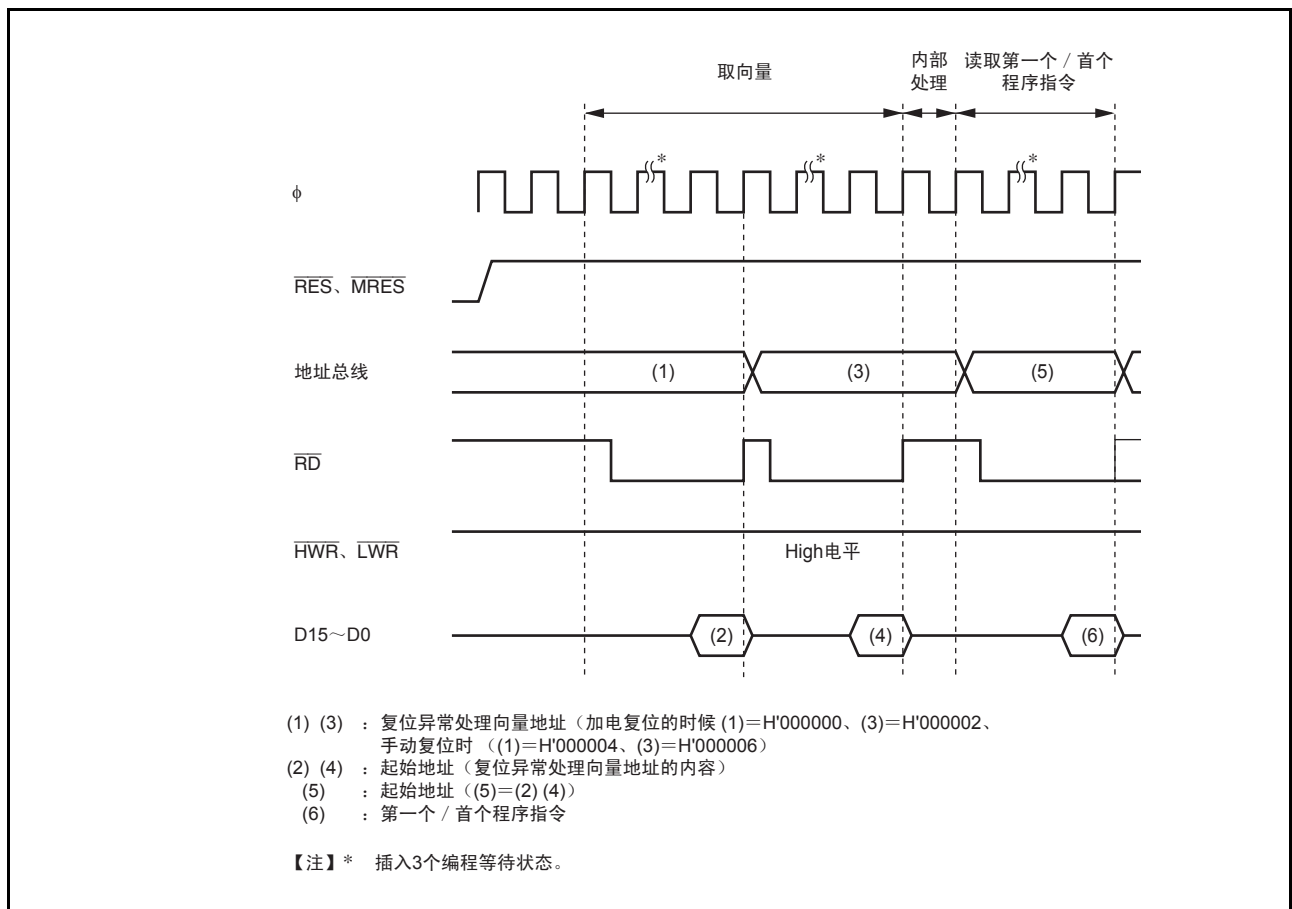 取向量
内部
处理
读取第一个 / 首个
程序指令
φ
*
*
*
RES、MRES
地址总线
(1)
(3)
(5)
RD
HWR、LWR
High电平
D15～D0
(2)
(4)
(6)
(1) (3) ：复位异常处理向量地址（加电复位的时候 (1)＝H'000000、(3)＝H'000002、
手动复位时 （(1)＝H'000004、(3)＝H'000006）
(2) (4) ：起始地址（复位异常处理向量地址的内容）
(5) ：起始地址（(5)＝(2) (4)）
(6) ：第一个 / 首个程序指令
【注】* 插入3个编程等待状态。